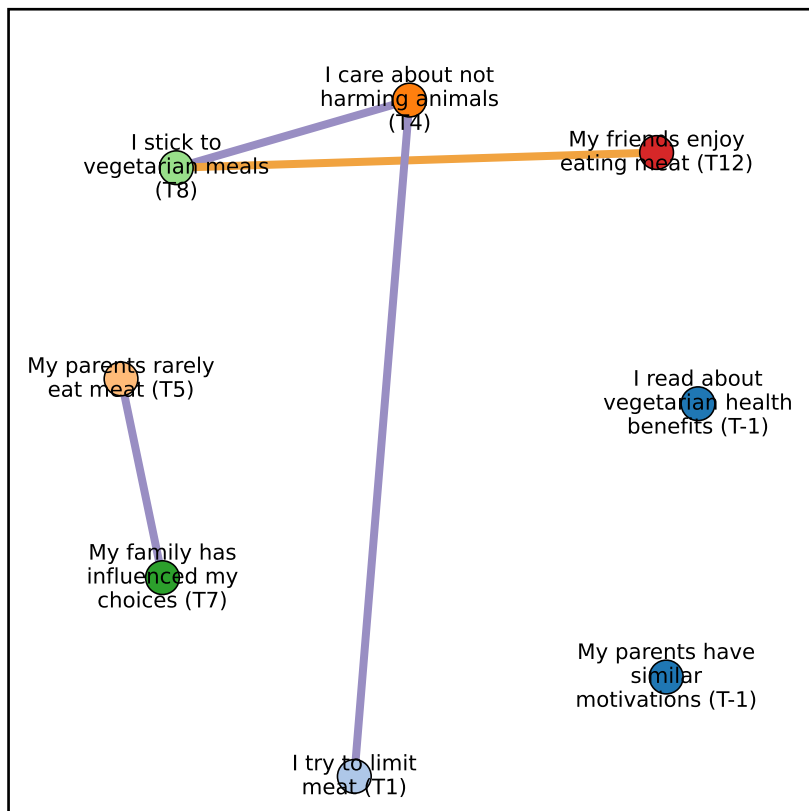 I care about not
harming animals
(T4)
I stick to
vegetarian meals
(T8)
My friends enjoy
eating meat (T12)
My parents rarely
eat meat (T5)
I read about
vegetarian health
benefits (T-1)
My family has
influenced my
choices (T7)
My parents have
similar
motivations (T-1)
I try to limit
meat (T1)